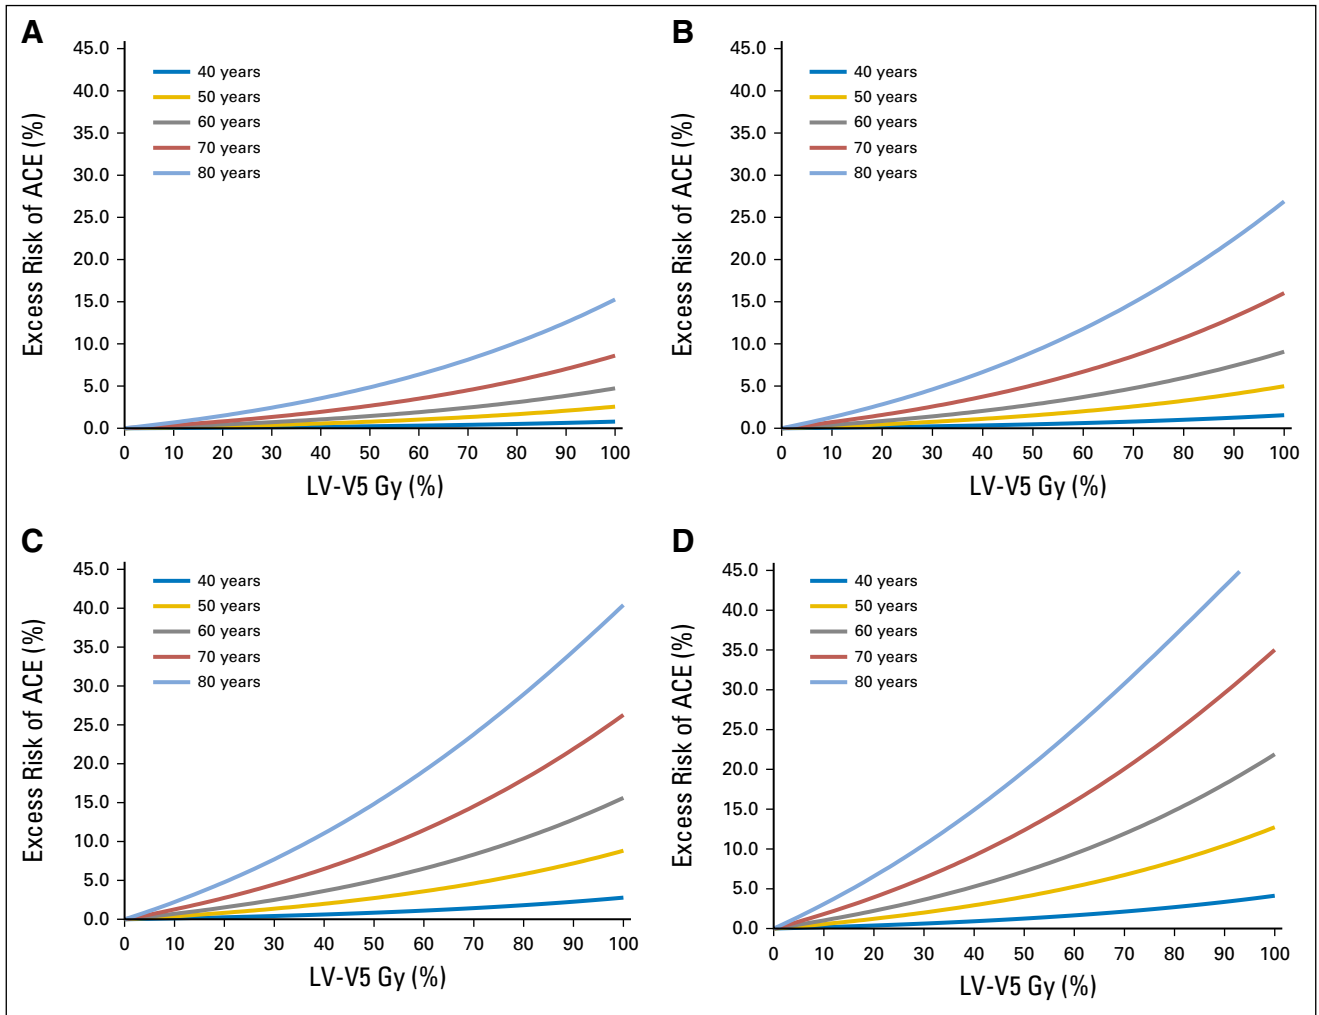 A
Excess Risk of ACE (%)
45.0
40.0
35.0
30.0
25.0
20.0
15.0
10.0
5.0
0.0
40 years
50 years
60 years
70 years
80 years
0 10 20 30 40 50 60 70 80 90 100
LV-V5 Gy (%)
B
Excess Risk of ACE (%)
45.0
40.0
35.0
30.0
25.0
20.0
15.0
10.0
5.0
0.0
40 years
50 years
60 years
70 years
80 years
0 10 20 30 40 50 60 70 80 90 100
LV-V5 Gy (%)
C
Excess Risk of ACE (%)
45.0
40.0
35.0
30.0
25.0
20.0
15.0
10.0
5.0
0.0
40 years
50 years
60 years
70 years
80 years
0 10 20 30 40 50 60 70 80 90 100
LV-V5 Gy (%)
D
Excess Risk of ACE (%)
45.0
40.0
35.0
30.0
25.0
20.0
15.0
10.0
5.0
0.0
40 years
50 years
60 years
70 years
80 years
0 10 20 30 40 50 60 70 80 90 100
LV-V5 Gy (%)